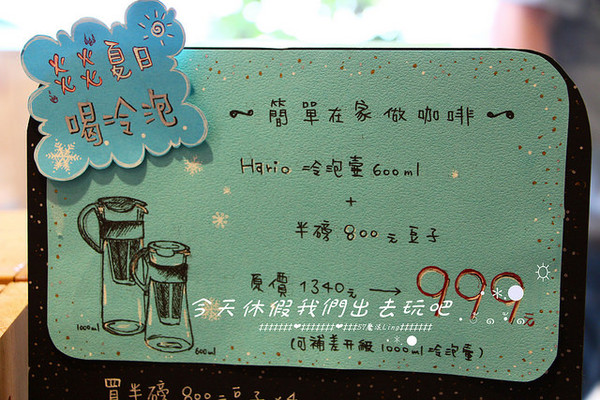 焱焱夏日
喝冷泡
簡單在家做咖啡
Hario 冷泡壺 600ml
+
半磅 800元豆子
原價 1340元 → 999元
今天休假我們出去玩吧
(可補差升級 1000ml 冷泡壺)
1000ml
600ml
買半磅 800元豆子 x4